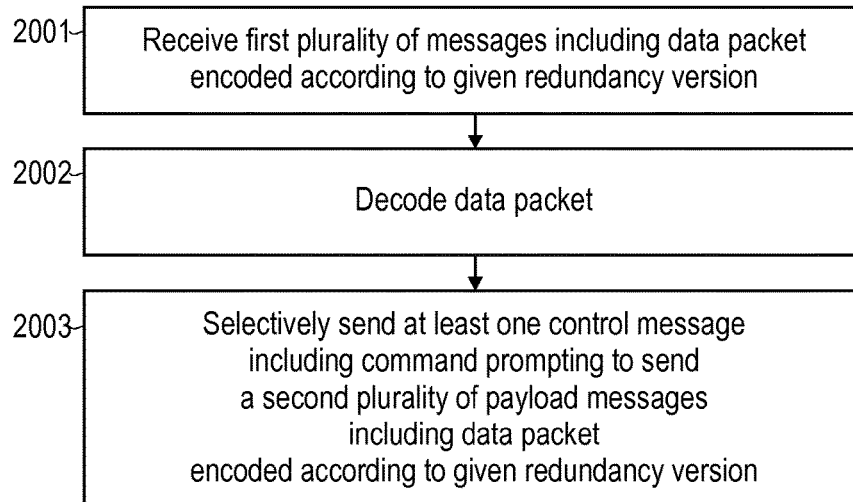 2001
Receive first plurality of messages including data packet
encoded according to given redundancy version
2002
Decode data packet
2003
Selectively send at least one control message
including command prompting to send
a second plurality of payload messages
including data packet
encoded according to given redundancy version